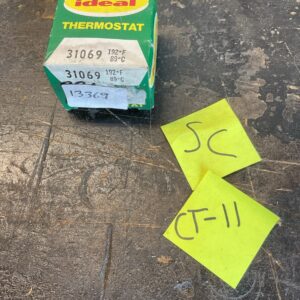 ideal
THERMOSTAT
31069 192°F
89°C
31069 192°F
89°C
13369
SC
CT-11